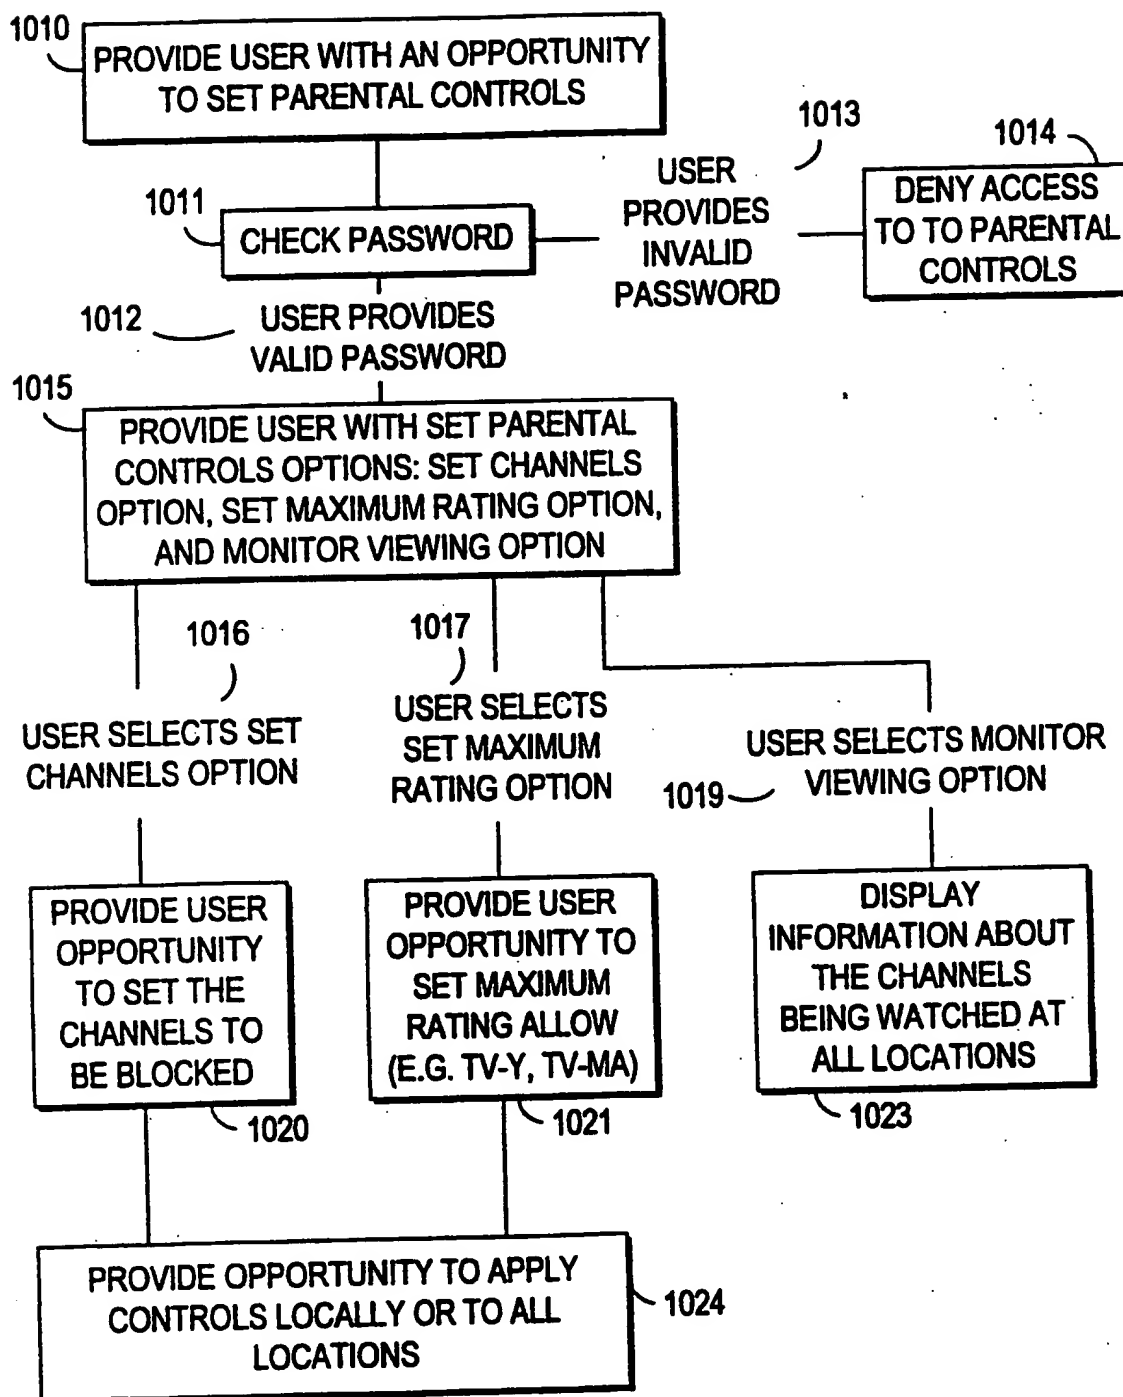 1010
PROVIDE USER WITH AN OPPORTUNITY
TO SET PARENTAL CONTROLS
1011
CHECK PASSWORD
1013
USER
PROVIDES
INVALID
PASSWORD
1014
DENY ACCESS
TO TO PARENTAL
CONTROLS
1012
USER PROVIDES
VALID PASSWORD
1015
PROVIDE USER WITH SET PARENTAL
CONTROLS OPTIONS: SET CHANNELS
OPTION, SET MAXIMUM RATING OPTION,
AND MONITOR VIEWING OPTION
1016
USER SELECTS SET
CHANNELS OPTION
1017
USER SELECTS
SET MAXIMUM
RATING OPTION
USER SELECTS MONITOR
VIEWING OPTION
1019
PROVIDE USER
OPPORTUNITY
TO SET THE
CHANNELS TO
BE BLOCKED
1020
PROVIDE USER
OPPORTUNITY TO
SET MAXIMUM
RATING ALLOW
(E.G. TV-Y, TV-MA)
1021
DISPLAY
INFORMATION ABOUT
THE CHANNELS
BEING WATCHED AT
ALL LOCATIONS
1023
PROVIDE OPPORTUNITY TO APPLY
CONTROLS LOCALLY OR TO ALL
LOCATIONS
1024